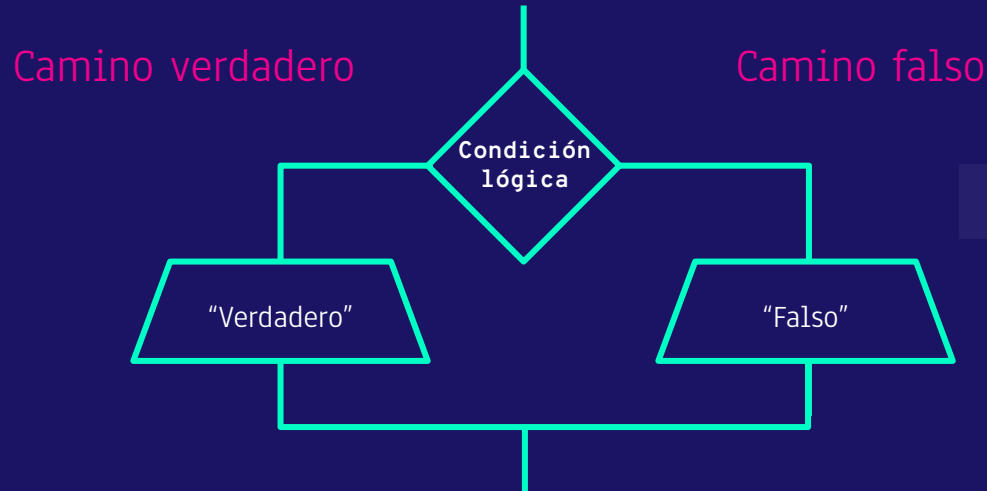 Camino verdadero
Camino falso
Condición
lógica
“Verdadero”
“Falso”